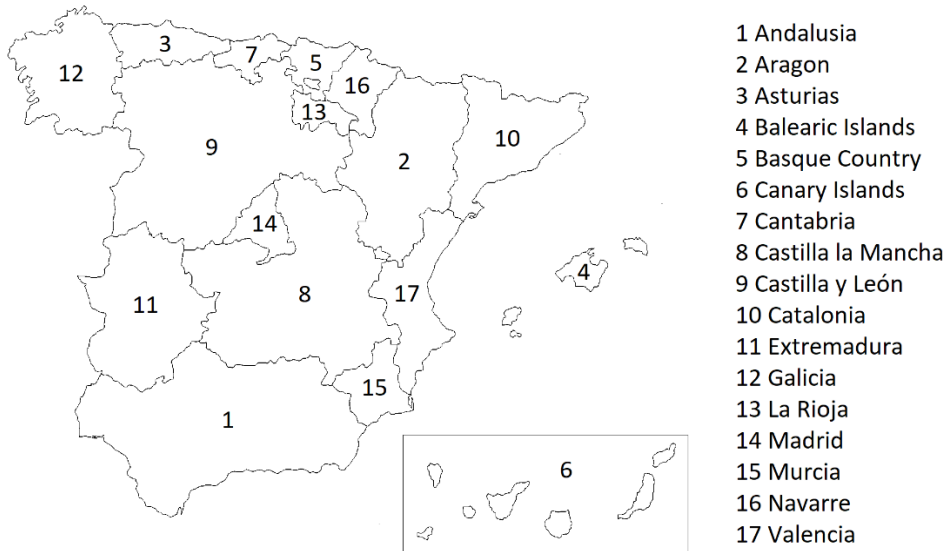 3
7
5
12
16
13
10
9
2
14
4
8
17
11
15
1
6
1 Andalusia
2 Aragon
3 Asturias
4 Balearic Islands
5 Basque Country
6 Canary Islands
7 Cantabria
8 Castilla la Mancha
9 Castilla y León
10 Catalonia
11 Extremadura
12 Galicia
13 La Rioja
14 Madrid
15 Murcia
16 Navarre
17 Valencia